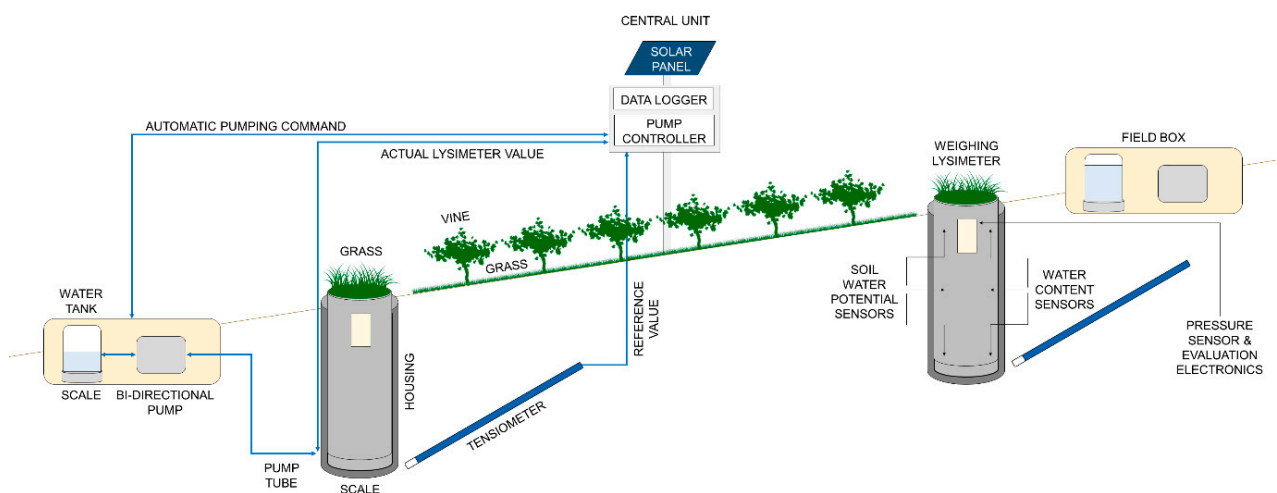 CENTRAL UNIT
SOLAR
PANEL
DATA LOGGER
PUMP
CONTROLLER
AUTOMATIC PUMPING COMMAND
ACTUAL LYSIMETER VALUE
WEIGHING
LYSIMETER
FIELD BOX
VINE
GRASS
GRASS
WATER
TANK
SCALE
BI-DIRECTIONAL
PUMP
HOUSING
REFERENCE
VALUE
TENSIOMETER
PUMP
TUBE
SCALE
SOIL
WATER
POTENTIAL
SENSORS
WATER
CONTENT
SENSORS
PRESSURE
SENSOR &
EVALUATION
ELECTRONICS